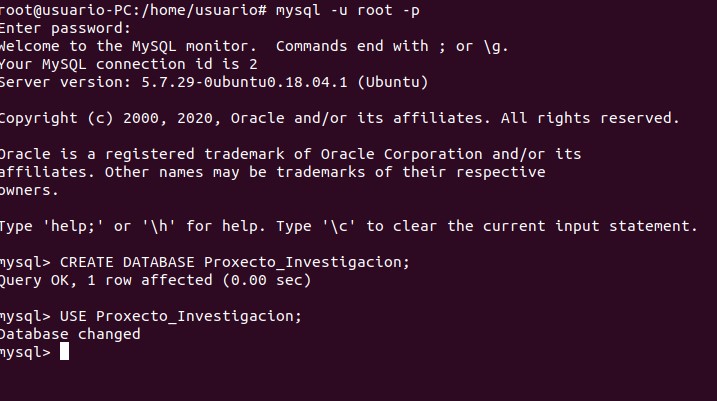 root@usuario-PC:/home/usuario# mysql -u root -p
Enter password:
Welcome to the MySQL monitor.  Commands end with ; or \g.
Your MySQL connection id is 2
Server version: 5.7.29-0ubuntu0.18.04.1 (Ubuntu)
Copyright (c) 2000, 2020, Oracle and/or its affiliates. All rights reserved.
Oracle is a registered trademark of Oracle Corporation and/or its
affiliates. Other names may be trademarks of their respective
owners.
Type 'help;' or '\h' for help. Type '\c' to clear the current input statement.
mysql> CREATE DATABASE Proxecto_Investigacion;
Query OK, 1 row affected (0.00 sec)
mysql> USE Proxecto_Investigacion;
Database changed
mysql>